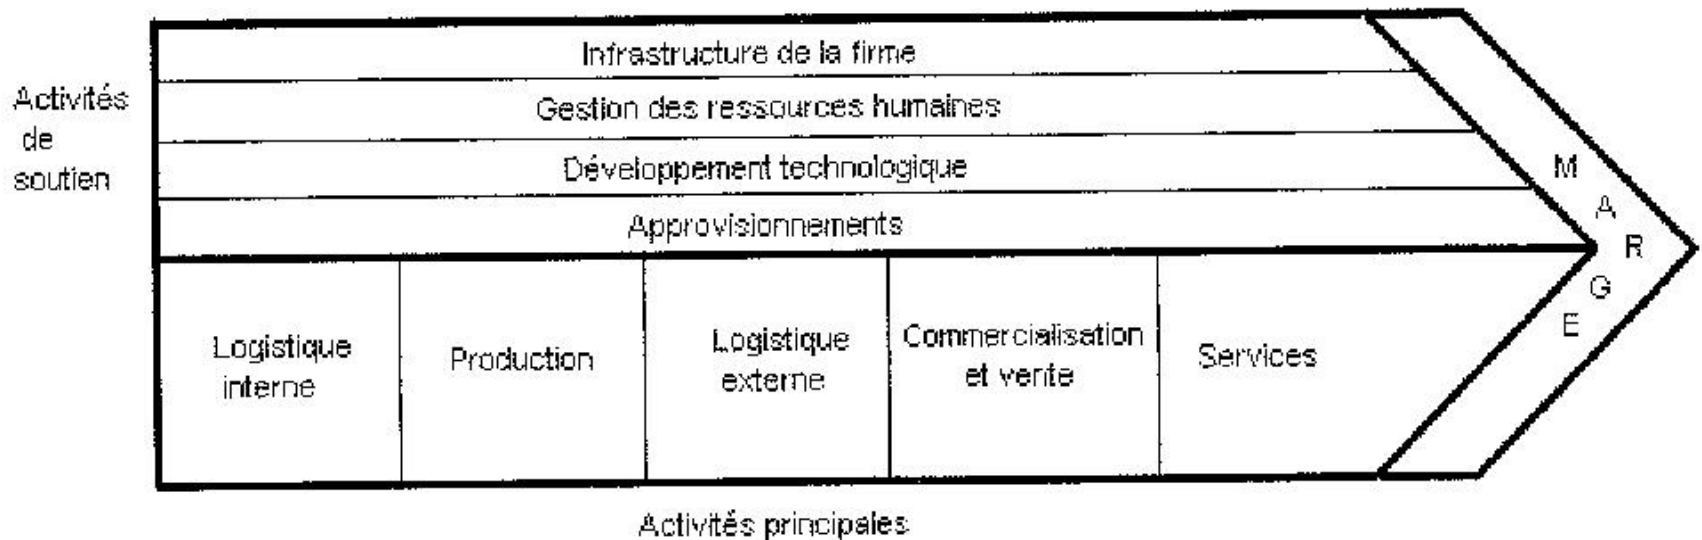 Infrastructure de la firme
Activités
de
soutien
Gestion des ressources humaines
Développement technologique
Approvisionnements
M
A
R
G
E
Logistique
interne
Production
Logistique
externe
Commercialisation
et vente
Services
Activités principales